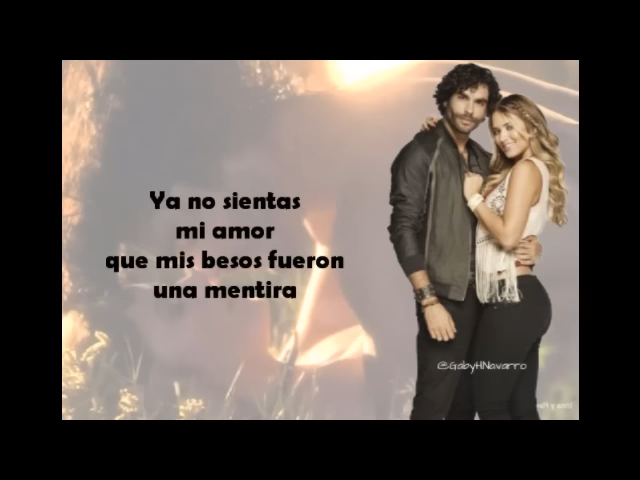 Ya no sientas
mi amor
que mis besos fueron
una mentira
@GabyHNavarro